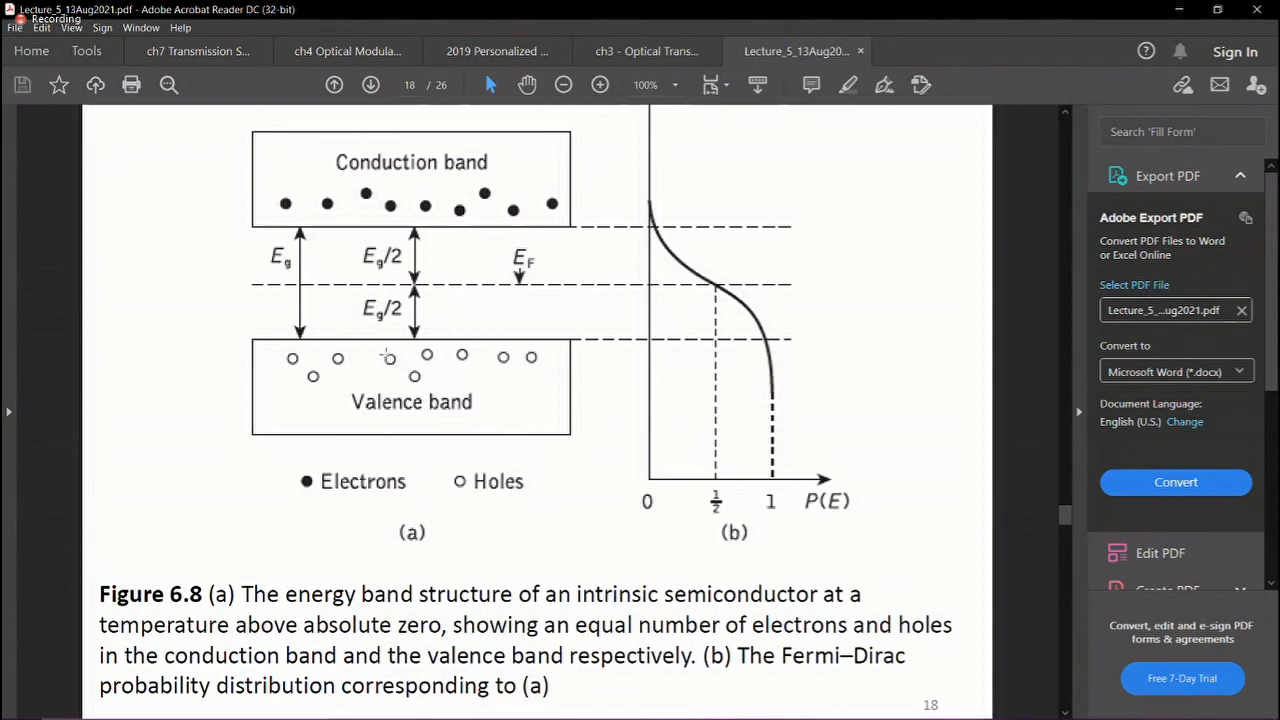 Lecture_5_13Aug2021.pdf - Adobe Acrobat Reader DC (32-bit)
Recording
File Edit View Sign Window Help
Home Tools ch7 Transmission S... ch4 Optical Modula... 2019 Personalized ... ch3 - Optical Trans... Lecture_5_13Aug20... × Sign In
18 / 26 100%
Conduction band
Eg Eg/2 EF
Eg/2
Valence band
Electrons Holes
0 1/2 1 P(E)
(a) (b)
Figure 6.8 (a) The energy band structure of an intrinsic semiconductor at a
temperature above absolute zero, showing an equal number of electrons and holes
in the conduction band and the valence band respectively. (b) The Fermi–Dirac
probability distribution corresponding to (a)
18
Search 'Fill Form'
Export PDF
Adobe Export PDF
Convert PDF Files to Word
or Excel Online
Select PDF File
Lecture_5_...ug2021.pdf
Convert to
Microsoft Word (*.docx)
Document Language:
English (U.S.) Change
Convert
Edit PDF
Create PDF
Convert, edit and e-sign PDF
forms & agreements
Free 7-Day Trial